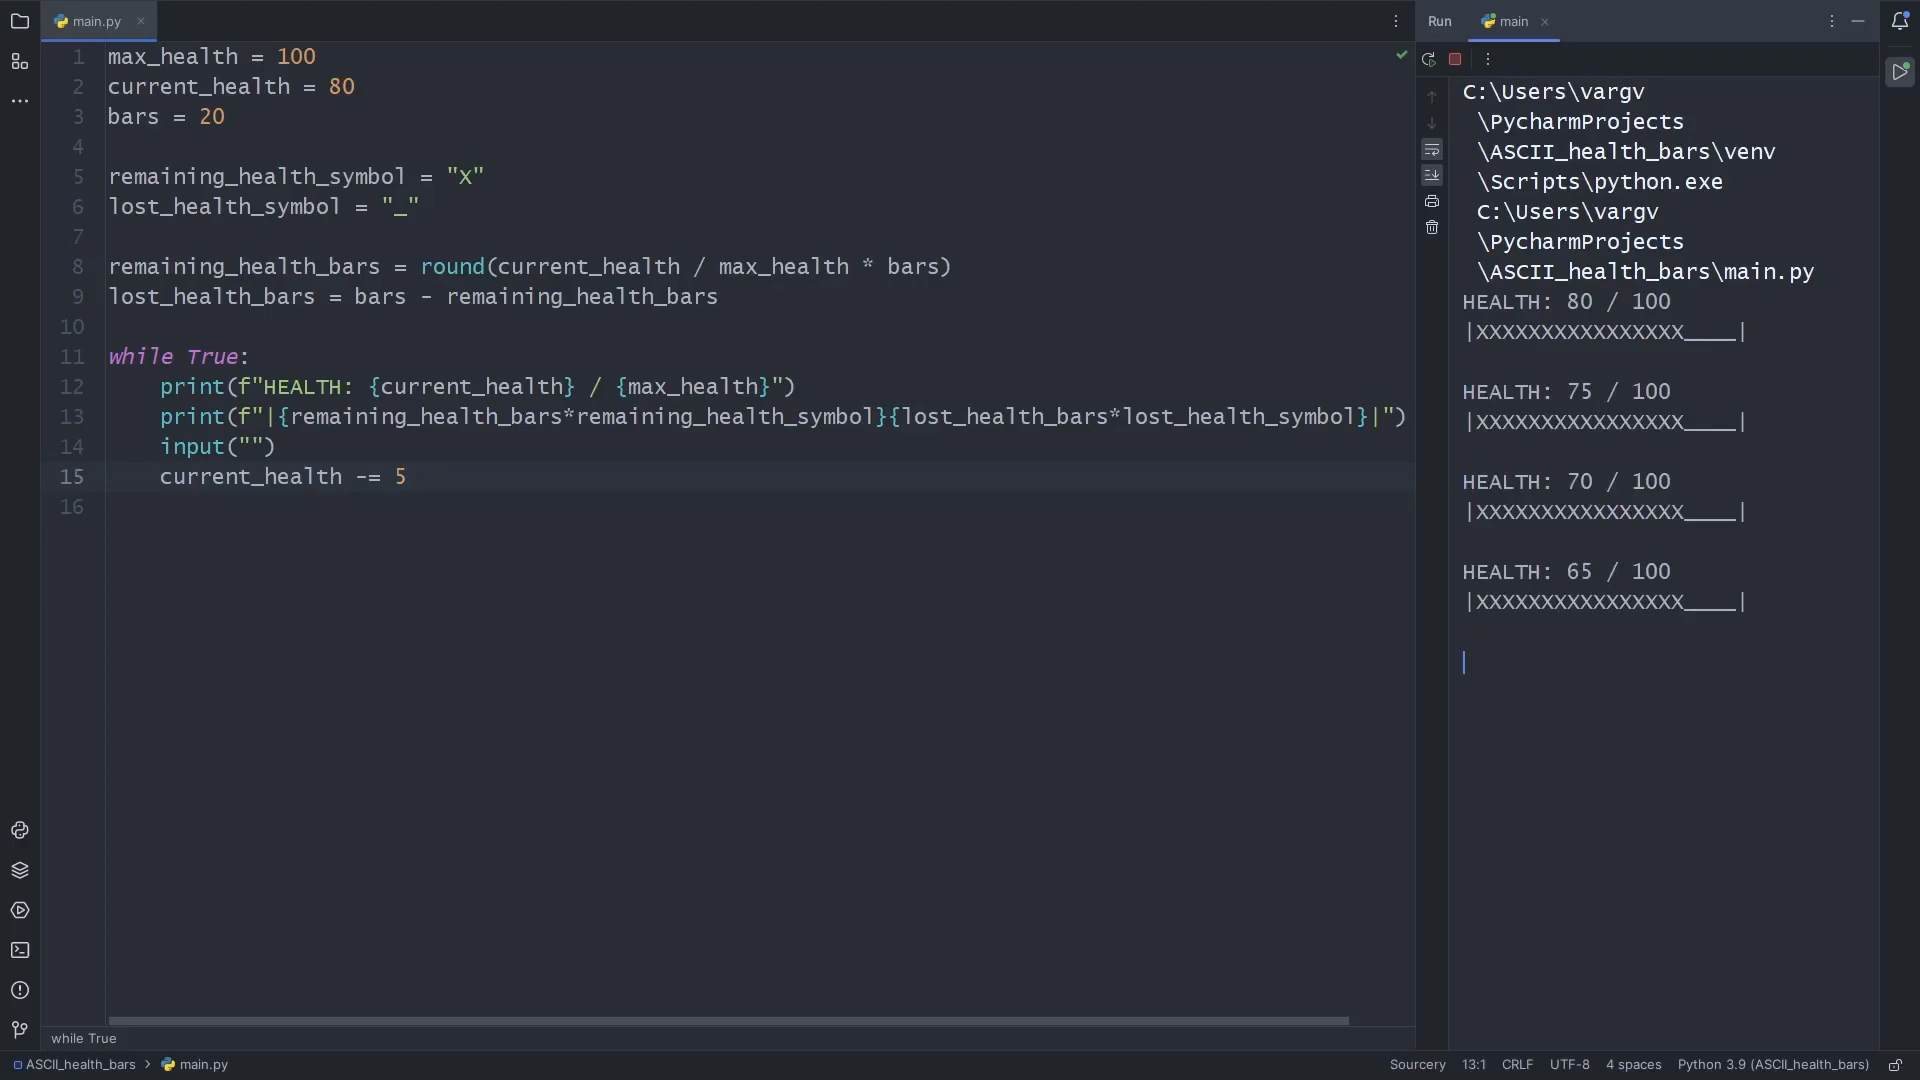 main.py
1 max_health = 100
2 current_health = 80
3 bars = 20
4
5 remaining_health_symbol = "X"
6 lost_health_symbol = "_"
7
8 remaining_health_bars = round(current_health / max_health * bars)
9 lost_health_bars = bars - remaining_health_bars
10
11 while True:
12     print(f"HEALTH: {current_health} / {max_health}")
13     print(f"|{remaining_health_bars*remaining_health_symbol}{lost_health_bars*lost_health_symbol}|")
14     input("")
15     current_health -= 5
16
while True
Run main
C:\Users\vargv
\PycharmProjects
\ASCII_health_bars\venv
\Scripts\python.exe
C:\Users\vargv
\PycharmProjects
\ASCII_health_bars\main.py
HEALTH: 80 / 100
|XXXXXXXXXXXXXXXX____|
HEALTH: 75 / 100
|XXXXXXXXXXXXXXXX____|
HEALTH: 70 / 100
|XXXXXXXXXXXXXXXX____|
HEALTH: 65 / 100
|XXXXXXXXXXXXXXXX____|
ASCII_health_bars > main.py
Sourcery 13:1 CRLF UTF-8 4 spaces Python 3.9 (ASCII_health_bars)